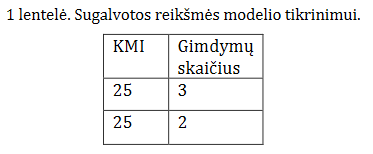 1 lentelė. Sugalvotos reikšmės modelio tikrinimui.
KMI Gimdymų
skaičius
25 3
25 2